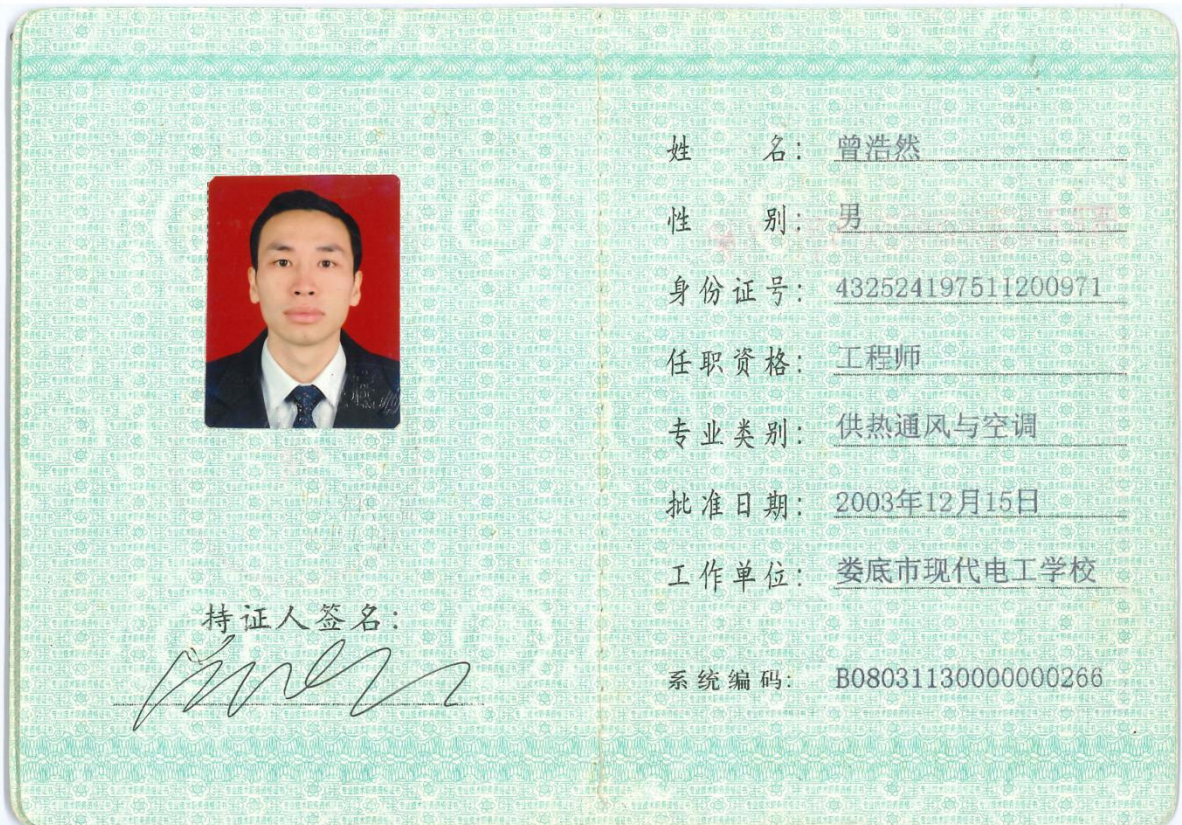 持证人签名：
姓 名： 曾浩然
性 别： 男
身份证号： 432524197511200971
任职资格： 工程师
专业类别： 供热通风与空调
批准日期： 2003年12月15日
工作单位： 娄底市现代电工学校
系统编码： B08031130000000266